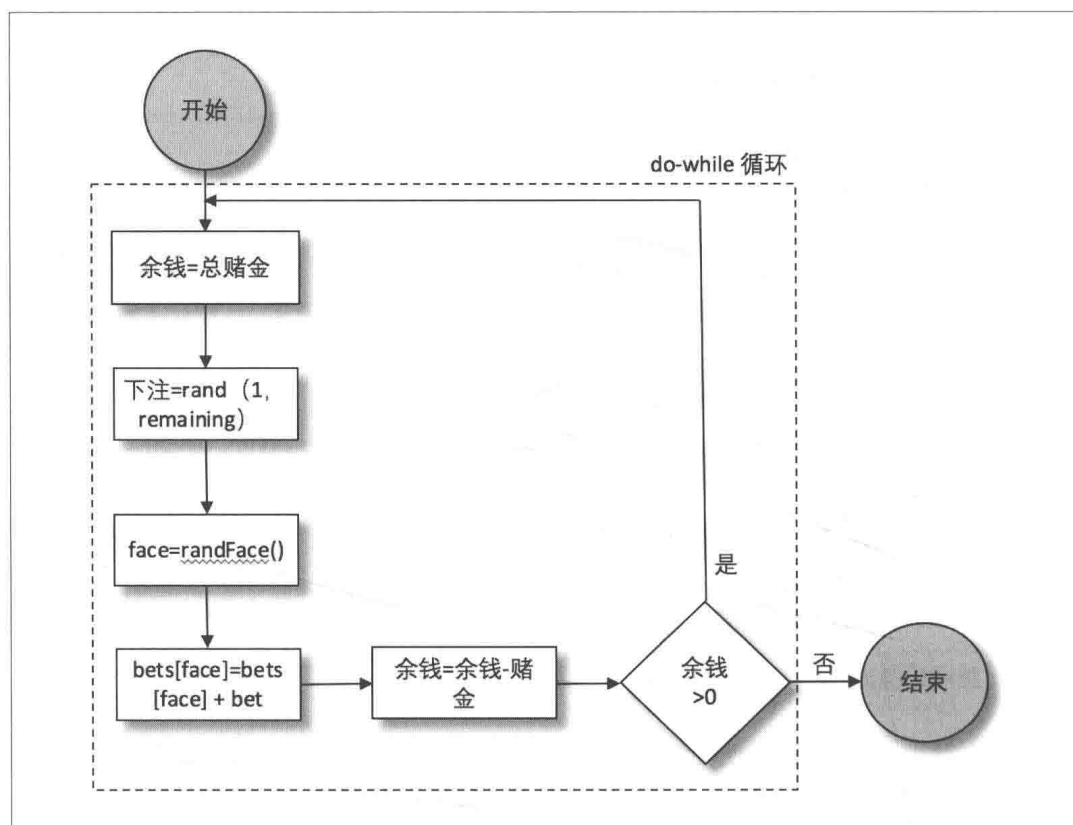 开始
do-while 循环
余钱=总赌金
下注=rand（1,
remaining）
face=randFace()
bets[face]=bets
[face] + bet
余钱=余钱-赌
金
余钱
>0
是
否
结束